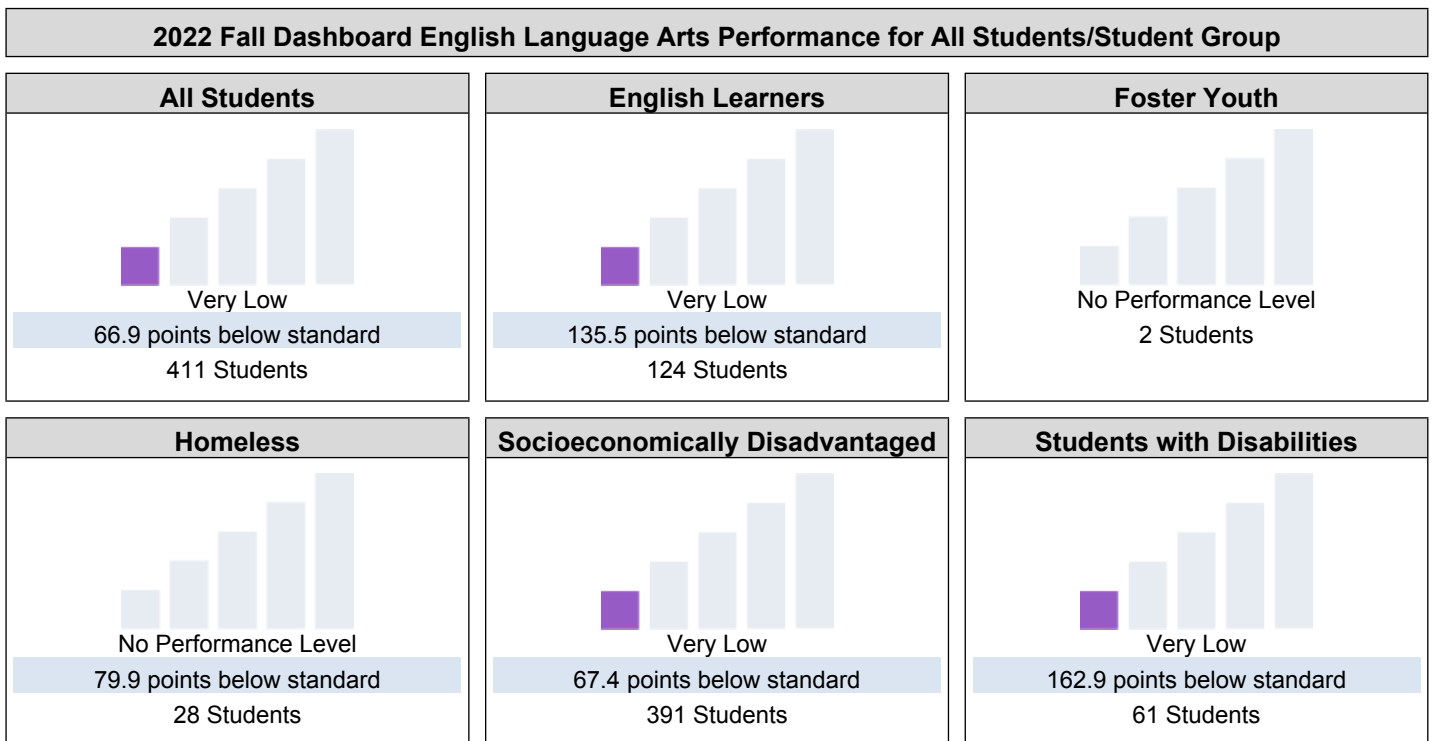 2022 Fall Dashboard English Language Arts Performance for All Students/Student Group
All Students
Very Low
66.9 points below standard
411 Students
English Learners
Very Low
135.5 points below standard
124 Students
Foster Youth
No Performance Level
2 Students
Homeless
No Performance Level
79.9 points below standard
28 Students
Socioeconomically Disadvantaged
Very Low
67.4 points below standard
391 Students
Students with Disabilities
Very Low
162.9 points below standard
61 Students